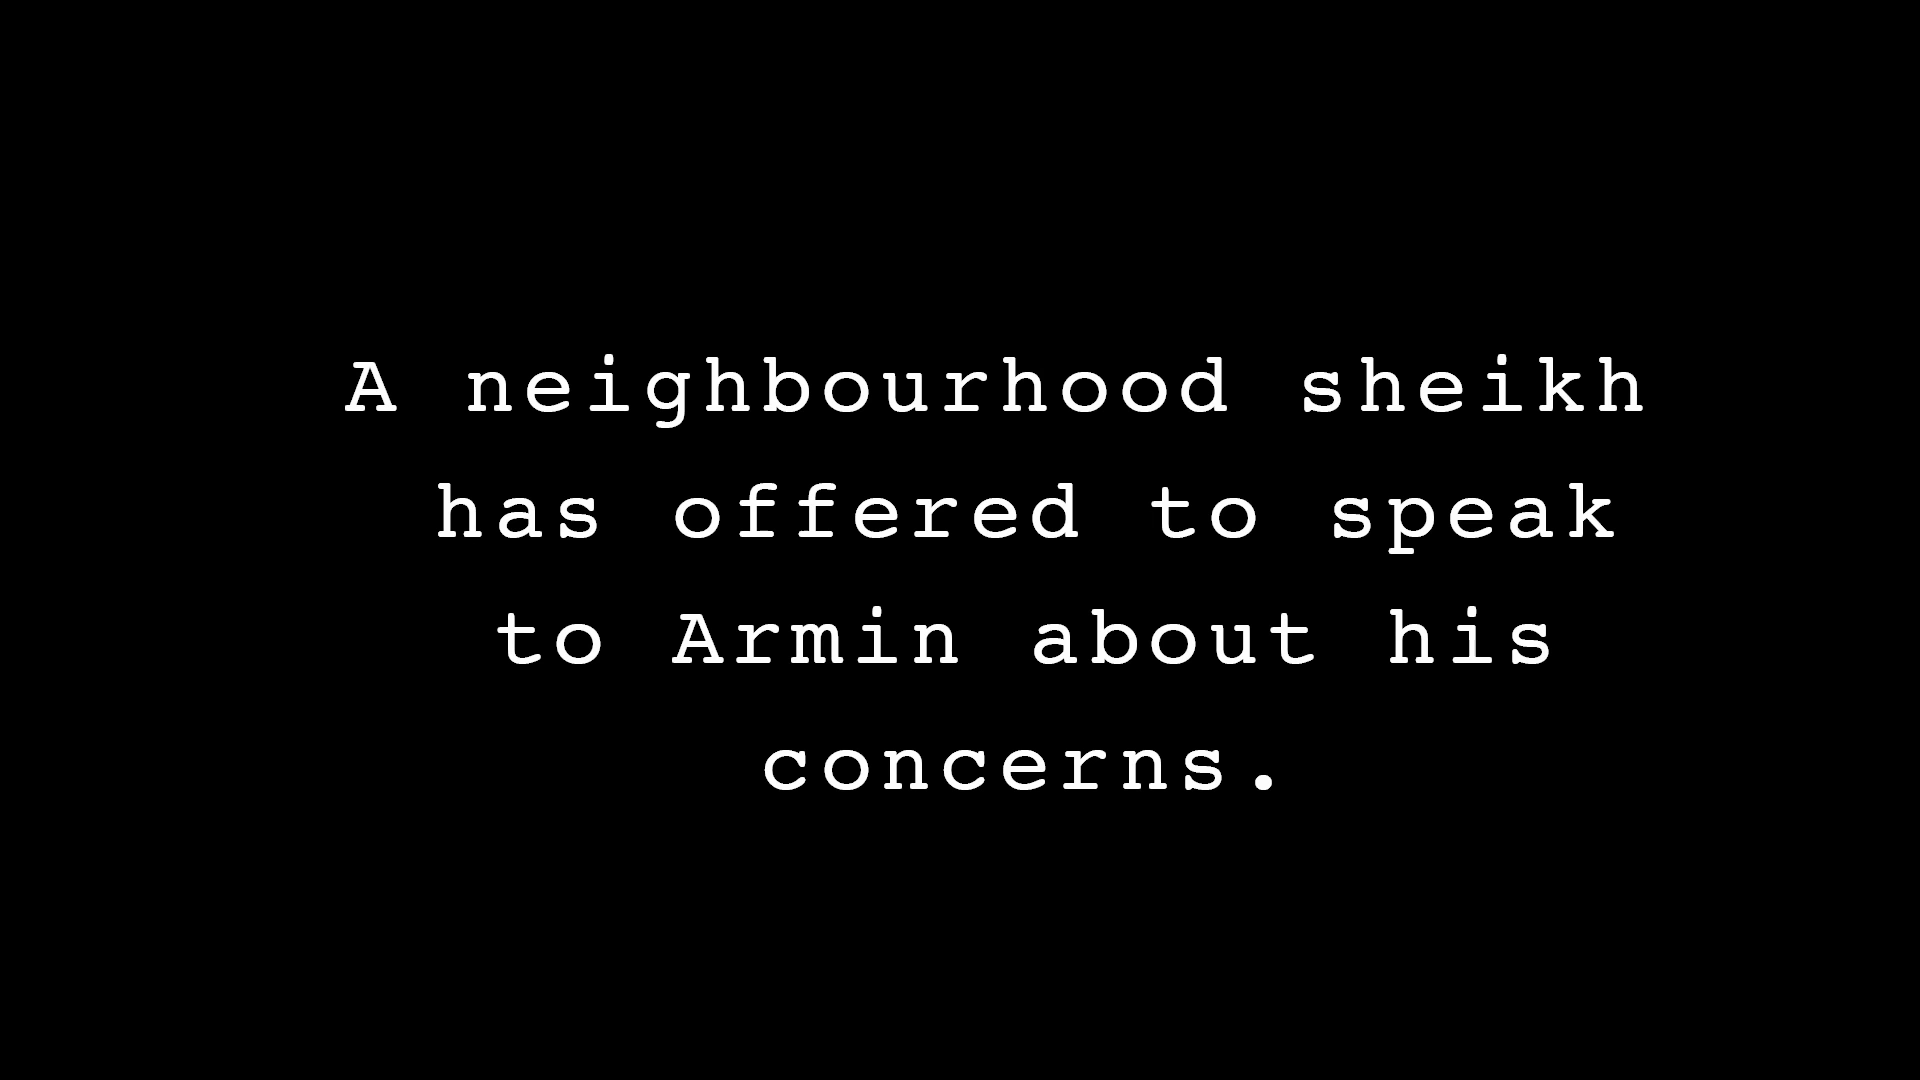 A neighbourhood sheikh
has offered to speak
to Armin about his
concerns.